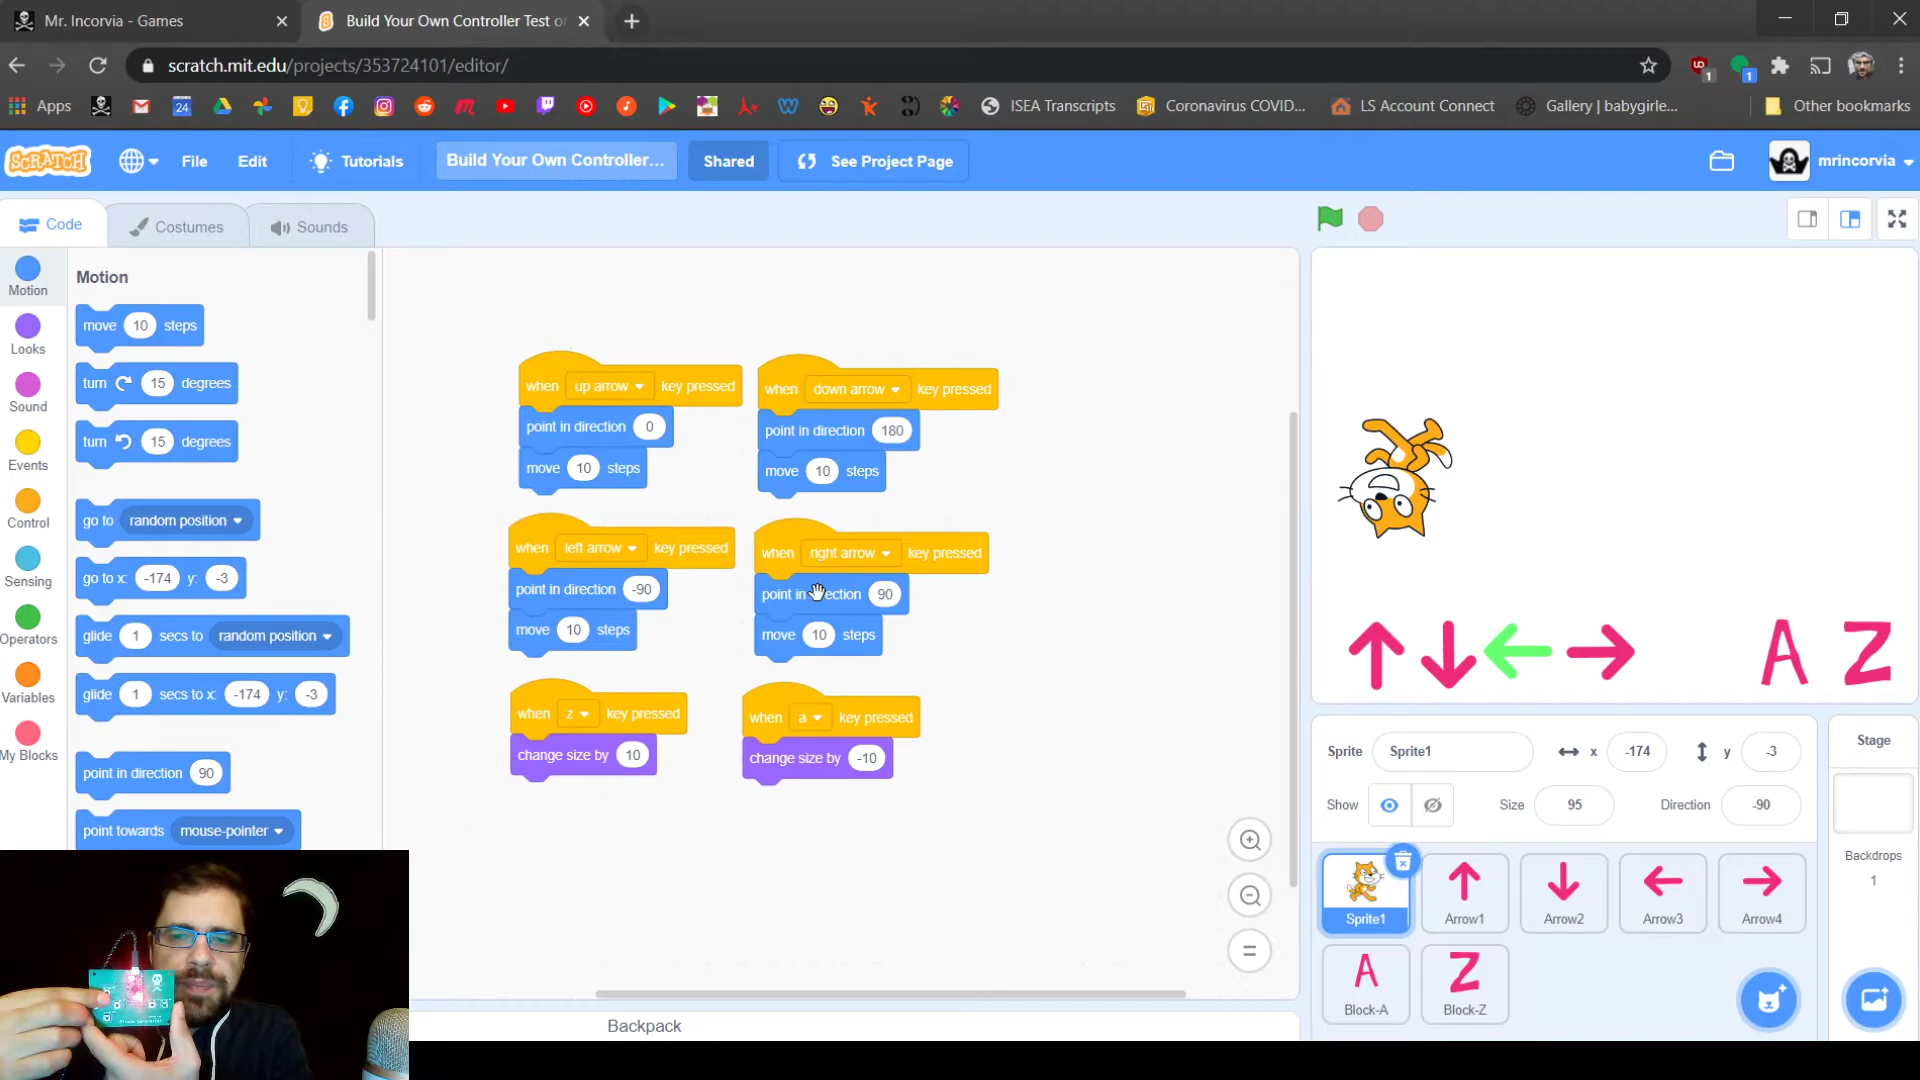 Mr. Incorvia - Games
Build Your Own Controller Test or
scratch.mit.edu/projects/353724101/editor/
1
1
Apps
24
ISEA Transcripts
Coronavirus COVID...
LS Account Connect
Gallery | babygirle...
Other bookmarks
SCRATCH
File
Edit
Tutorials
Build Your Own Controller...
Shared
See Project Page
mrincorvia
Code
Costumes
Sounds
Motion
Looks
Sound
Events
Control
Sensing
Operators
Variables
My Blocks
Motion
move 10 steps
turn 15 degrees
turn 15 degrees
go to random position
go to x: -174 y: -3
glide 1 secs to random position
glide 1 secs to x: -174 y: -3
point in direction 90
point towards mouse-pointer
when up arrow key pressed
point in direction 0
move 10 steps
when down arrow key pressed
point in direction 180
move 10 steps
when left arrow key pressed
point in direction -90
move 10 steps
when right arrow key pressed
point in
90
move 10 steps
when z key pressed
change size by 10
when a key pressed
change size by -10
Backpack
A Z
Sprite Sprite1 x -174 y -3
Show Size 95 Direction -90
Sprite1
Arrow1
Arrow2
Arrow3
Arrow4
A
Block-A
Z
Block-Z
Stage
Backdrops
1